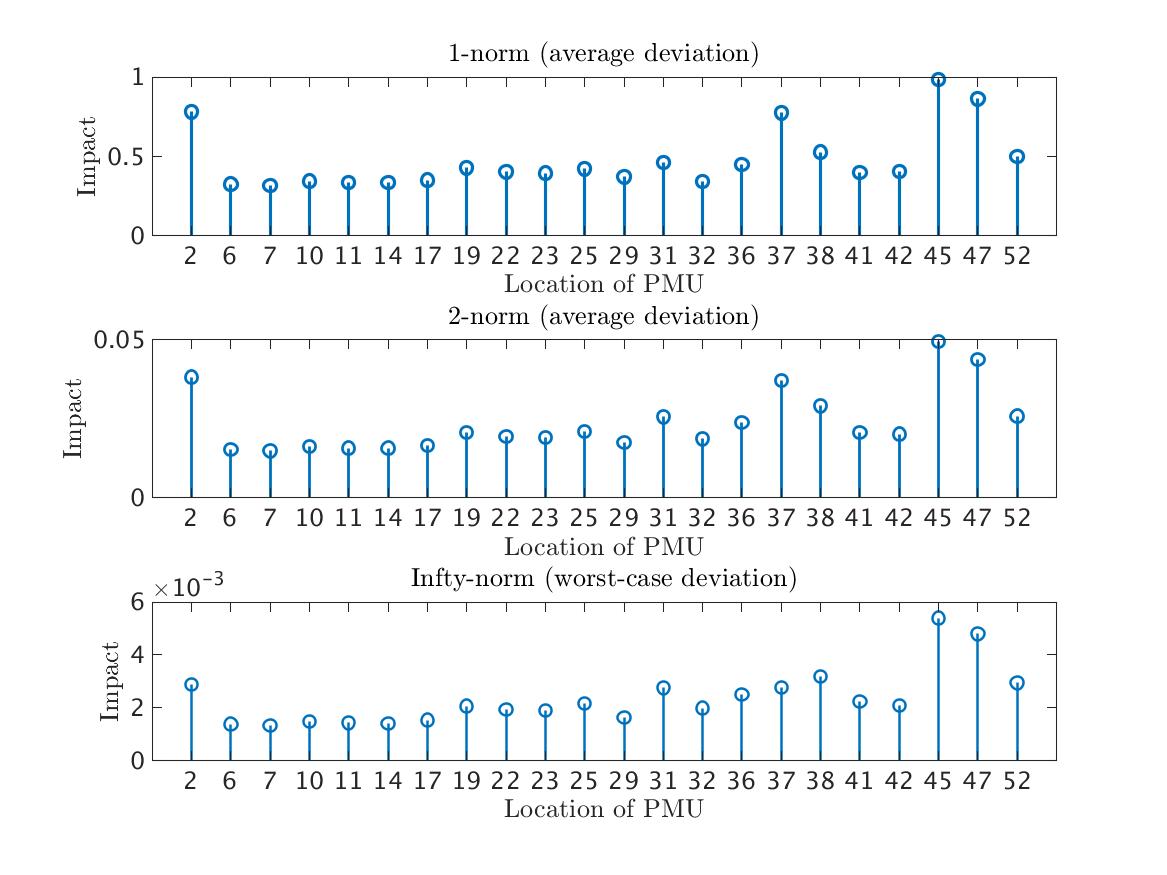 1-norm (average deviation)
1
0.5
0
Impact
2 6 7 10 11 14 17 19 22 23 25 29 31 32 36 37 38 41 42 45 47 52
Location of PMU
2-norm (average deviation)
0.05
0
Impact
2 6 7 10 11 14 17 19 22 23 25 29 31 32 36 37 38 41 42 45 47 52
Location of PMU
Infty-norm (worst-case deviation)
×10⁻³
6
4
2
0
Impact
2 6 7 10 11 14 17 19 22 23 25 29 31 32 36 37 38 41 42 45 47 52
Location of PMU